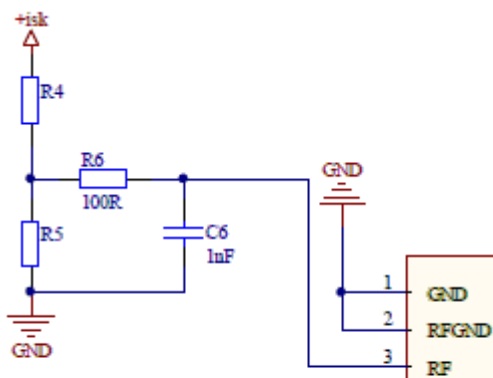 +isk
R4
R6
100R
R5
C6
1nF
GND
GND
1
GND
2
RFGND
3
RF